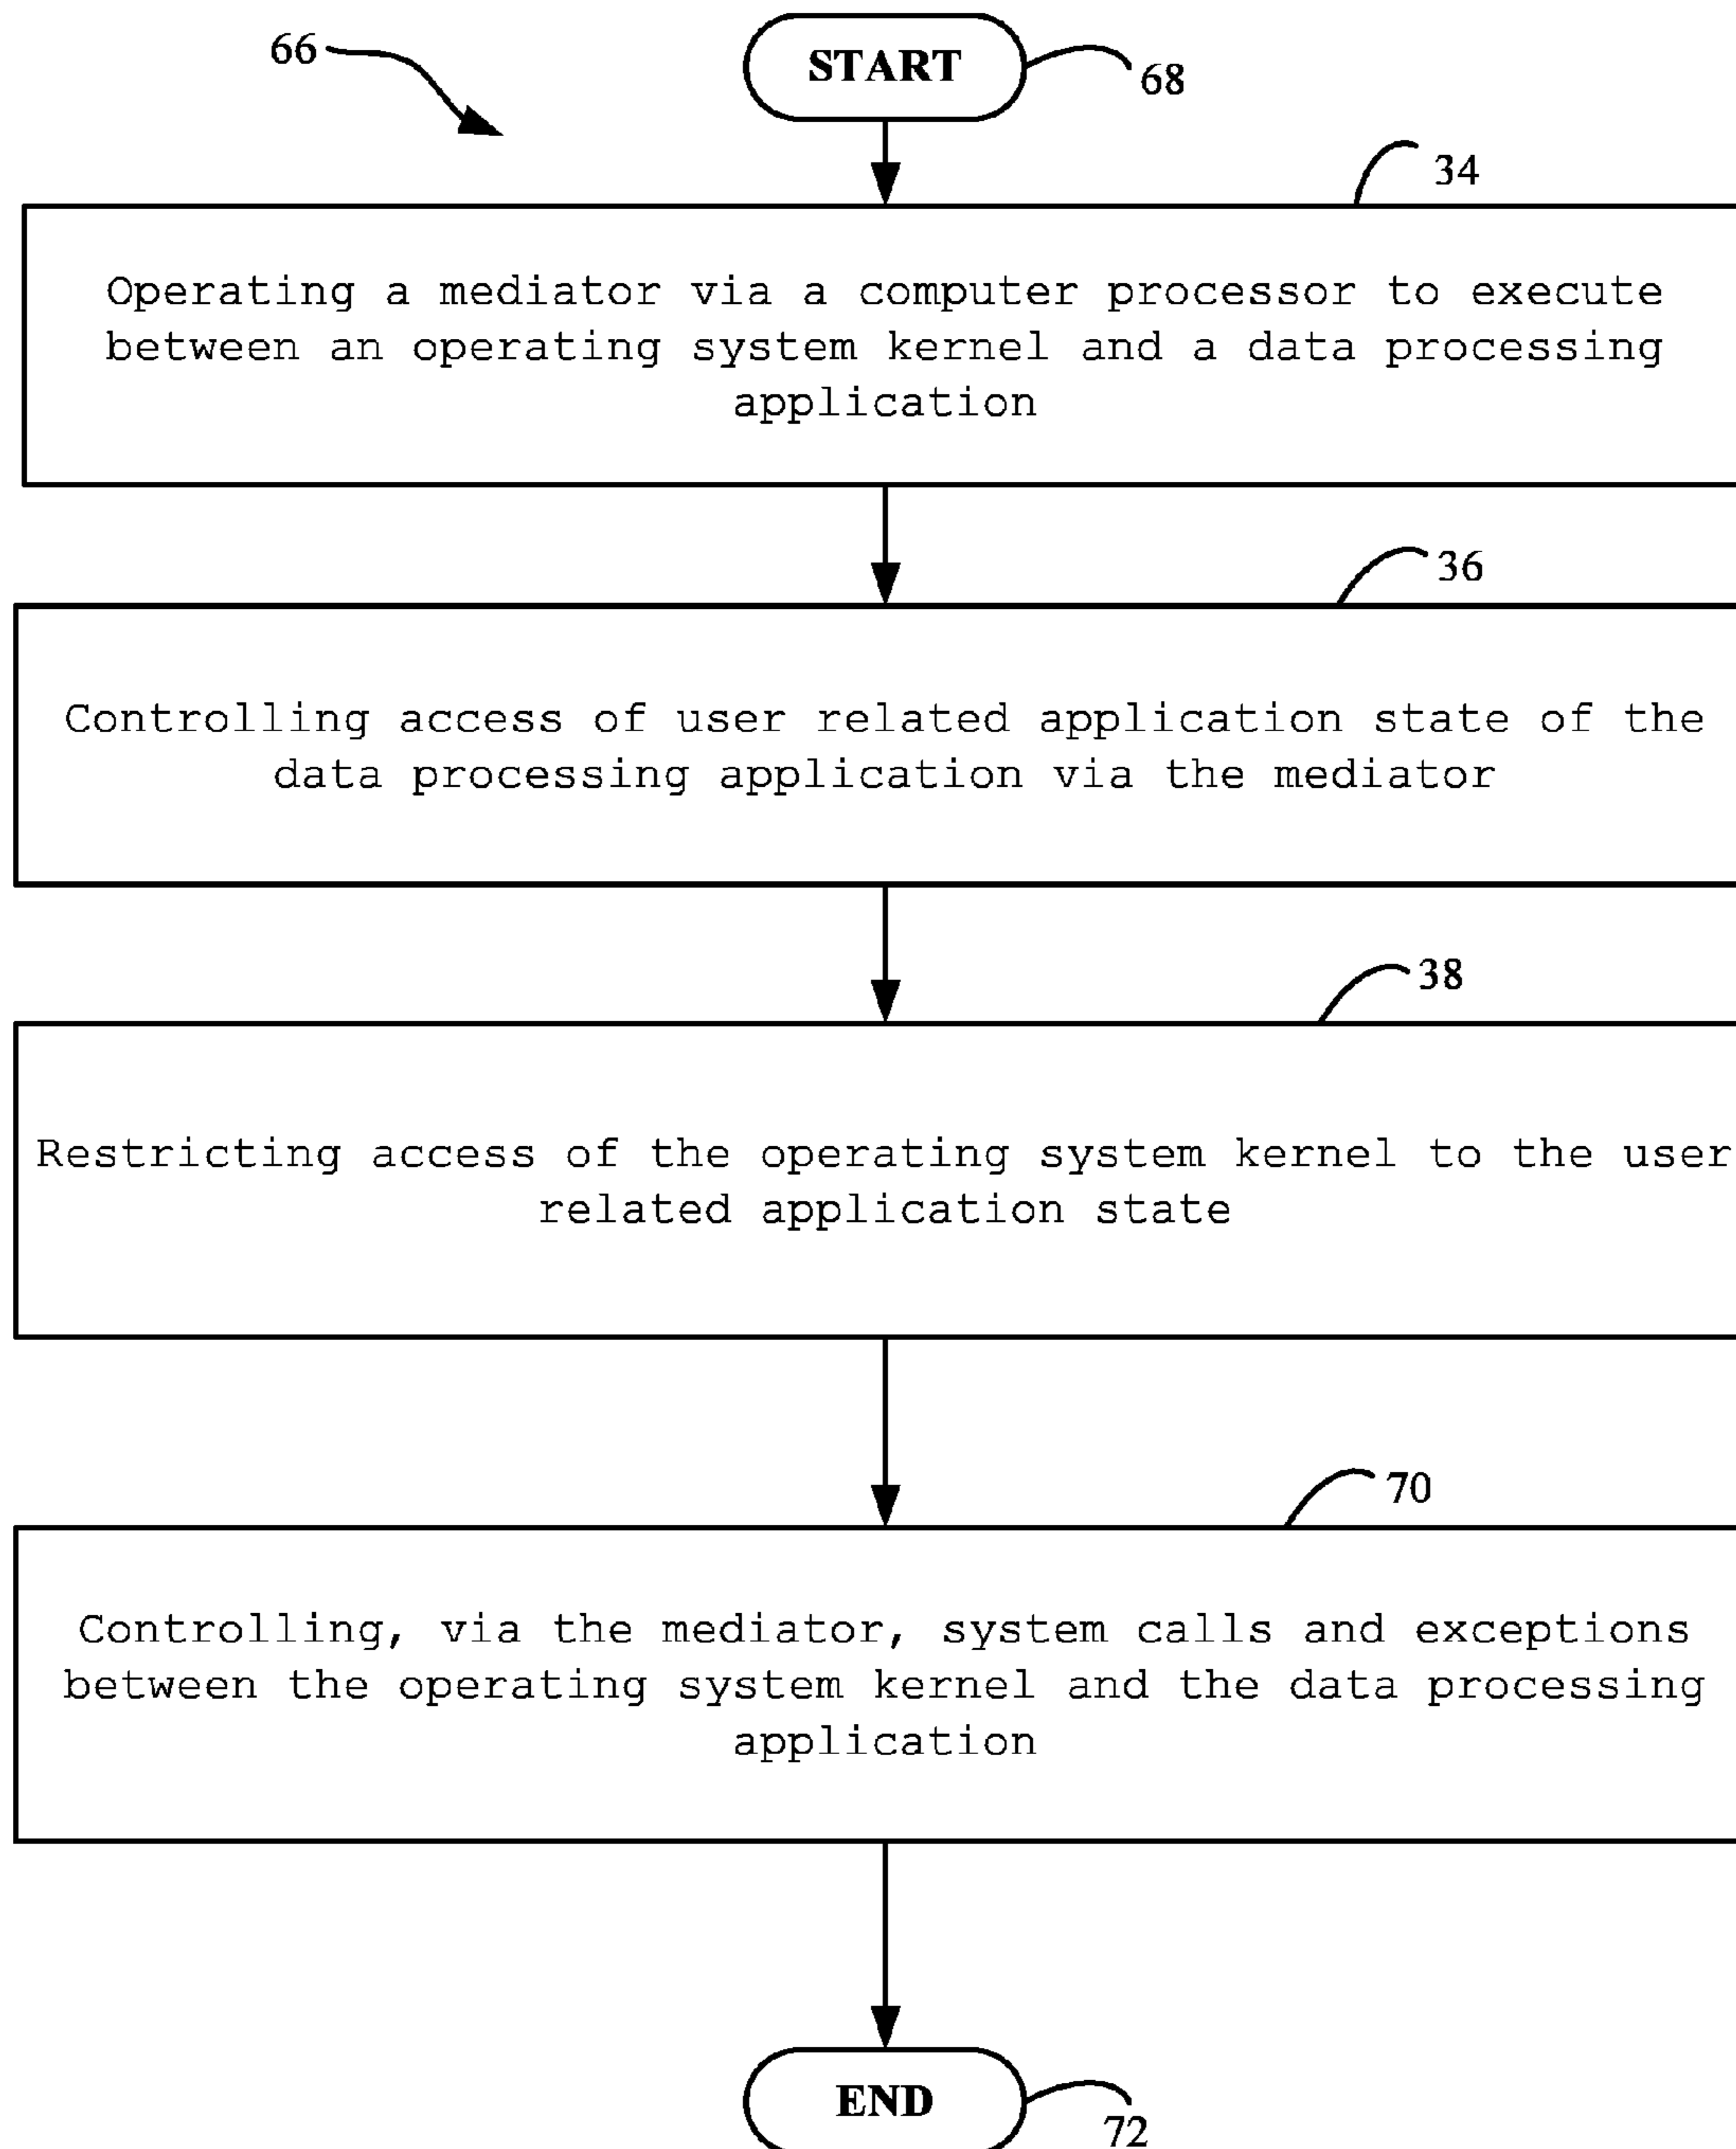 66
START
68
34
Operating a mediator via a computer processor to execute
between an operating system kernel and a data processing
application
36
Controlling access of user related application state of the
data processing application via the mediator
38
Restricting access of the operating system kernel to the user
related application state
70
Controlling, via the mediator, system calls and exceptions
between the operating system kernel and the data processing
application
END
72